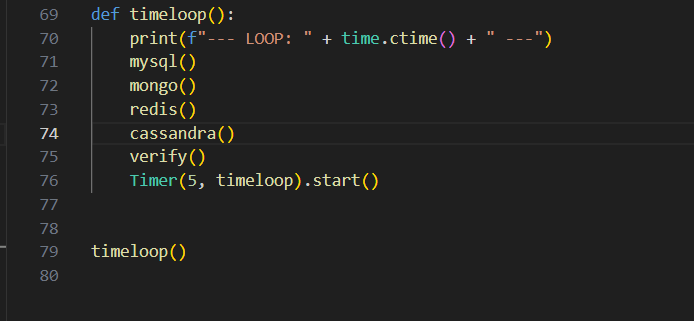 69 def timeloop():
70     print(f"--- LOOP: " + time.ctime() + " ---")
71     mysql()
72     mongo()
73     redis()
74     cassandra()
75     verify()
76     Timer(5, timeloop).start()
77
78
79 timeloop()
80